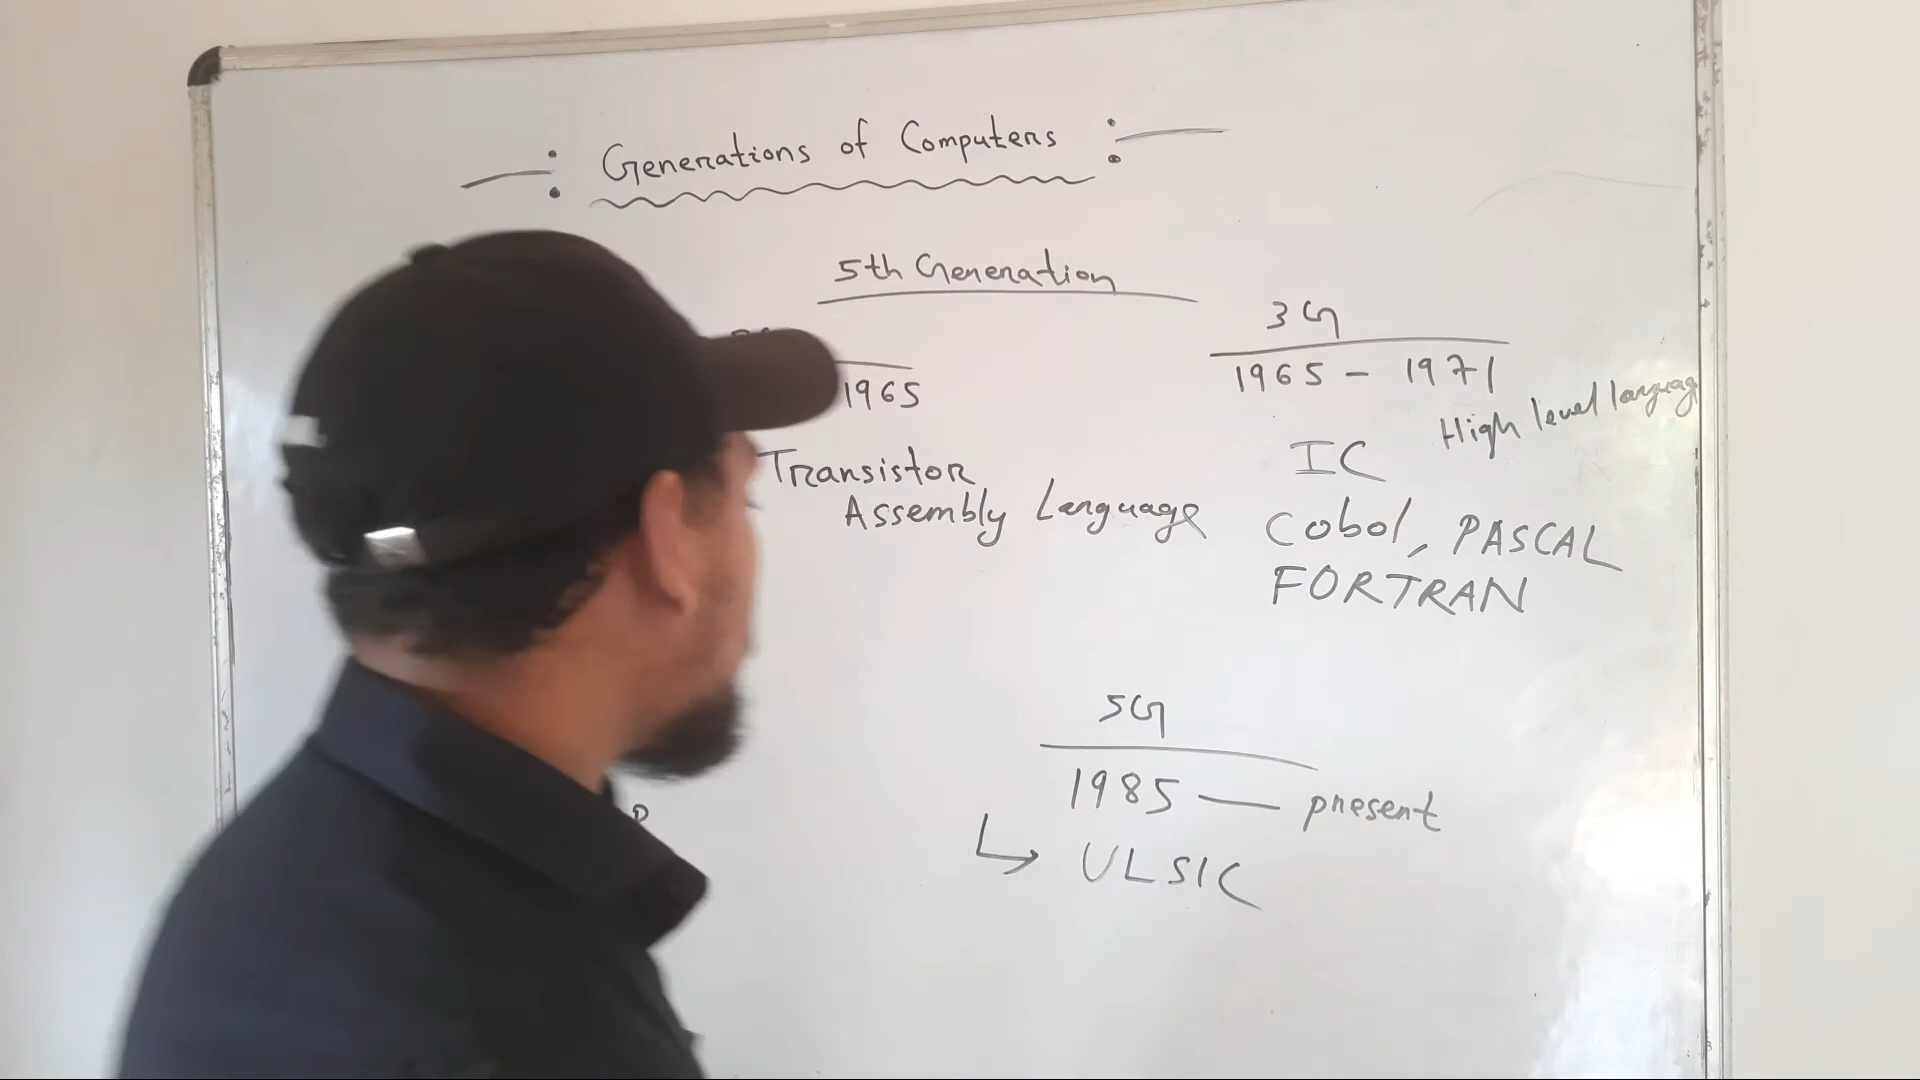 —: Generations of Computers :—
5th Generation
1965
Transistor
Assembly Language
3G
1965 - 1971
High level languag
IC
Cobol, PASCAL
FORTRAN
5G
1985 — present
↳ ULSIC